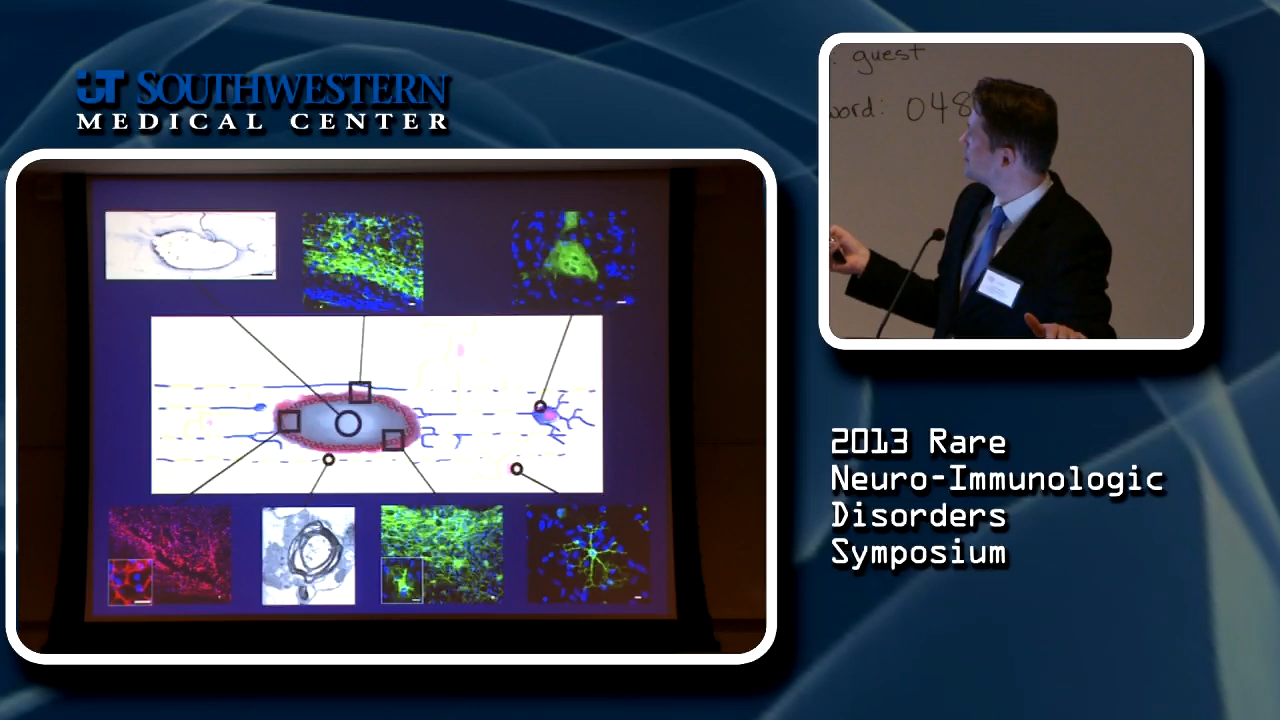 UT SOUTHWESTERN
MEDICAL CENTER
: guest
word: 048
2013 Rare
Neuro-Immunologic
Disorders
Symposium